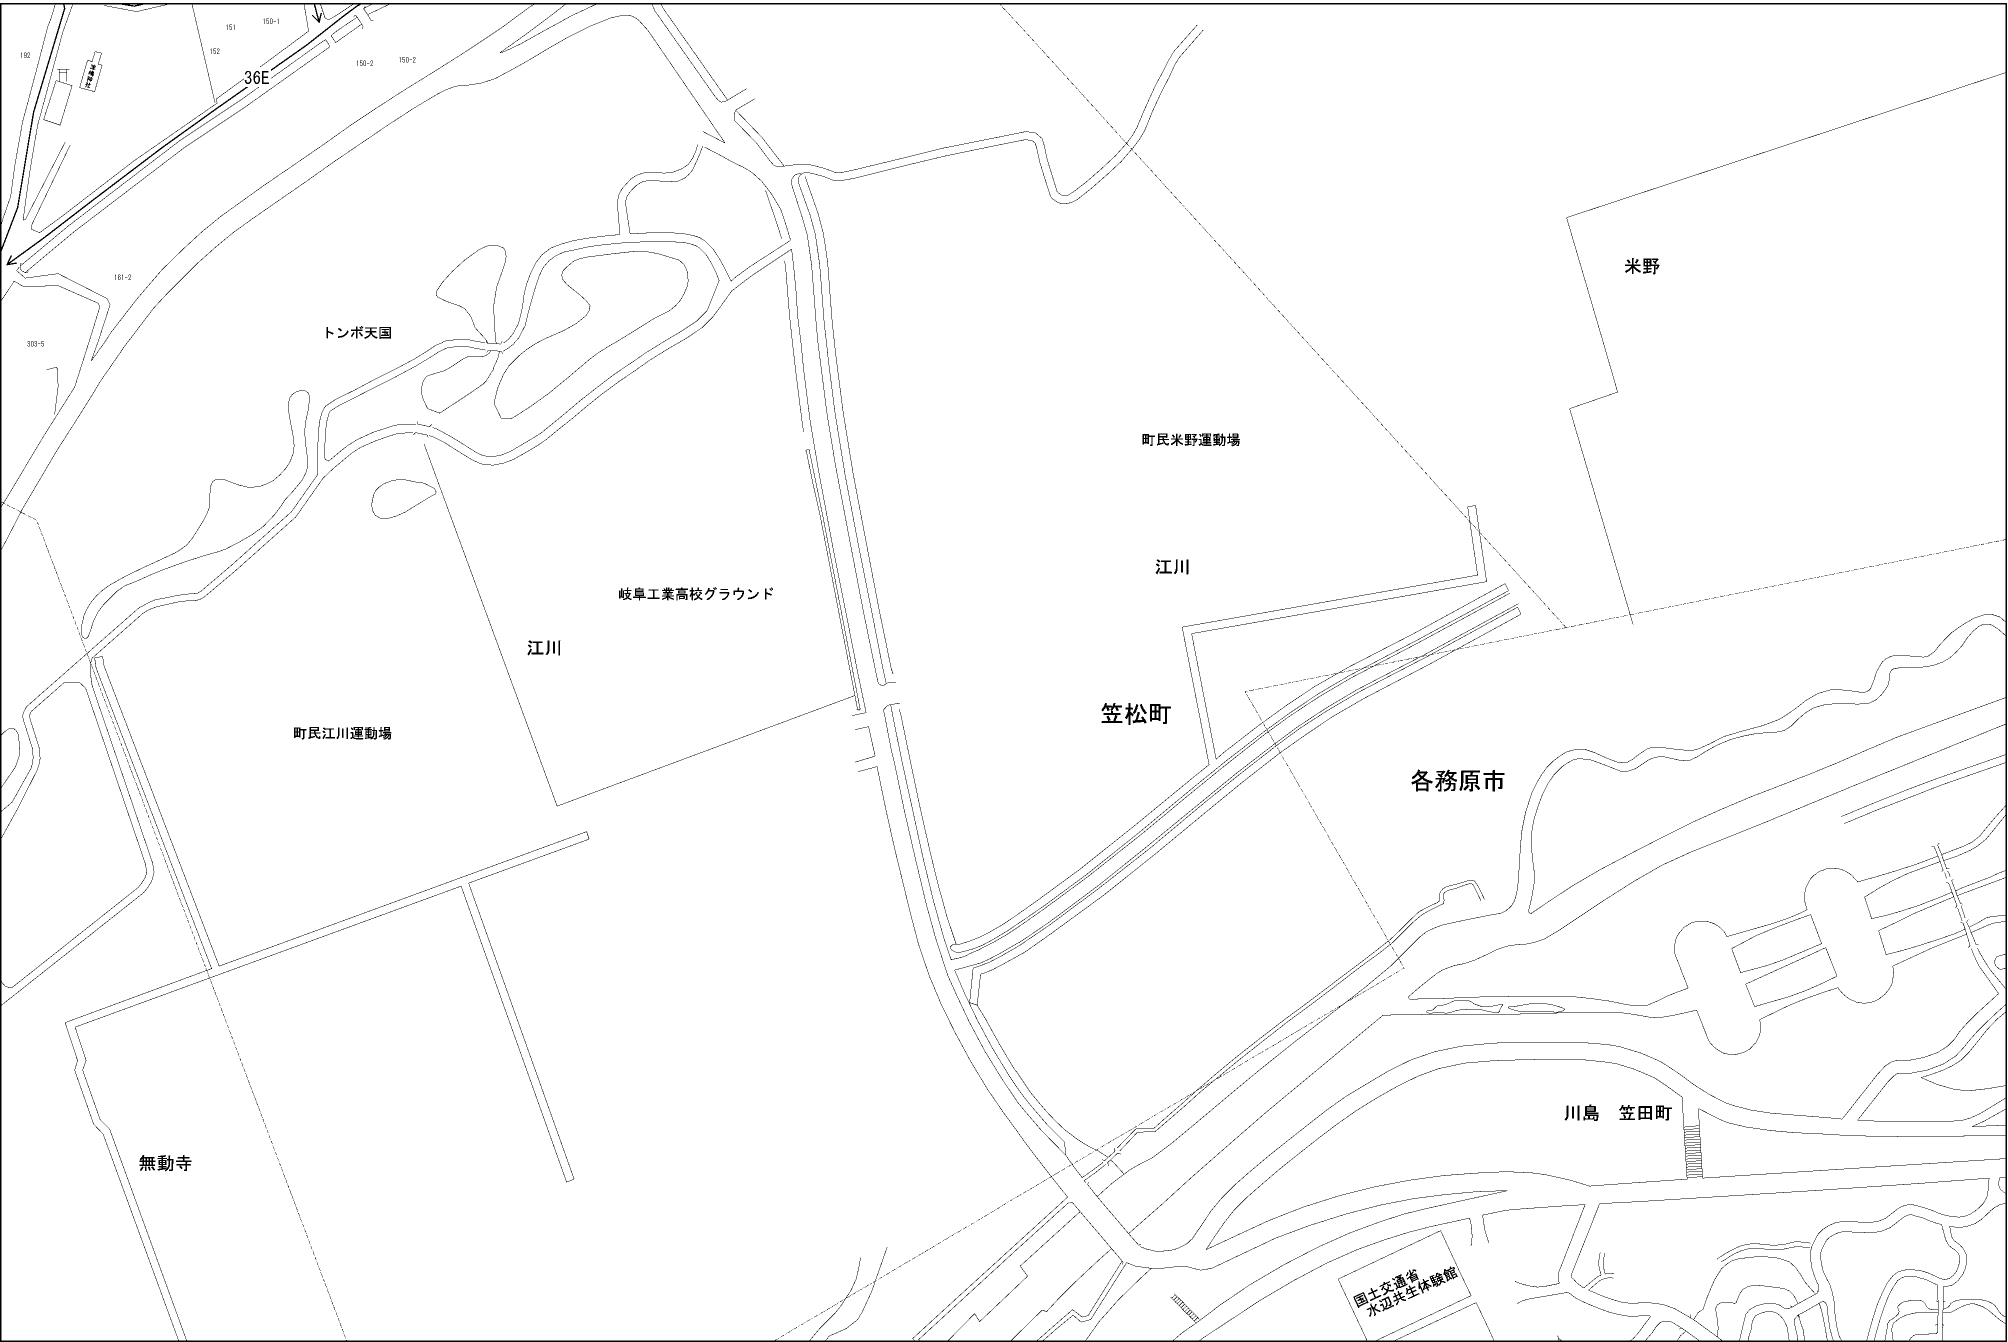 150-1
151
152
192
津島神社
36E
150-2
150-2
161-2
303-5
トンボ天国
米野
町民米野運動場
江川
岐阜工業高校グラウンド
江川
笠松町
町民江川運動場
各務原市
川島　笠田町
無動寺
国土交通省
水辺共生体験館